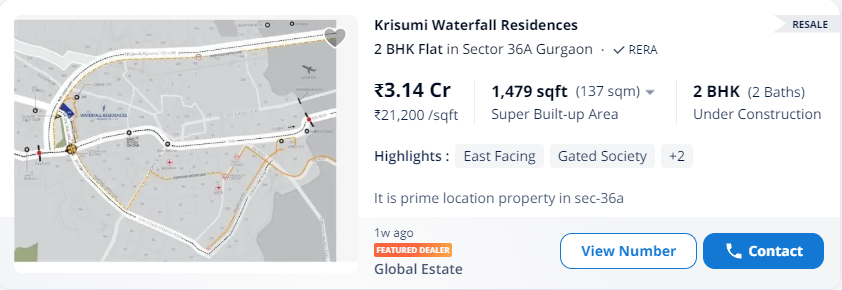 Krisumi Waterfall Residences
RESALE
2 BHK Flat in Sector 36A Gurgaon · ✓ RERA
₹3.14 Cr
₹21,200 /sqft
1,479 sqft (137 sqm)
Super Built-up Area
2 BHK (2 Baths)
Under Construction
Highlights : East Facing Gated Society +2
It is prime location property in sec-36a
1w ago
FEATURED DEALER
Global Estate
View Number
Contact
WATERFALL RESIDENCES